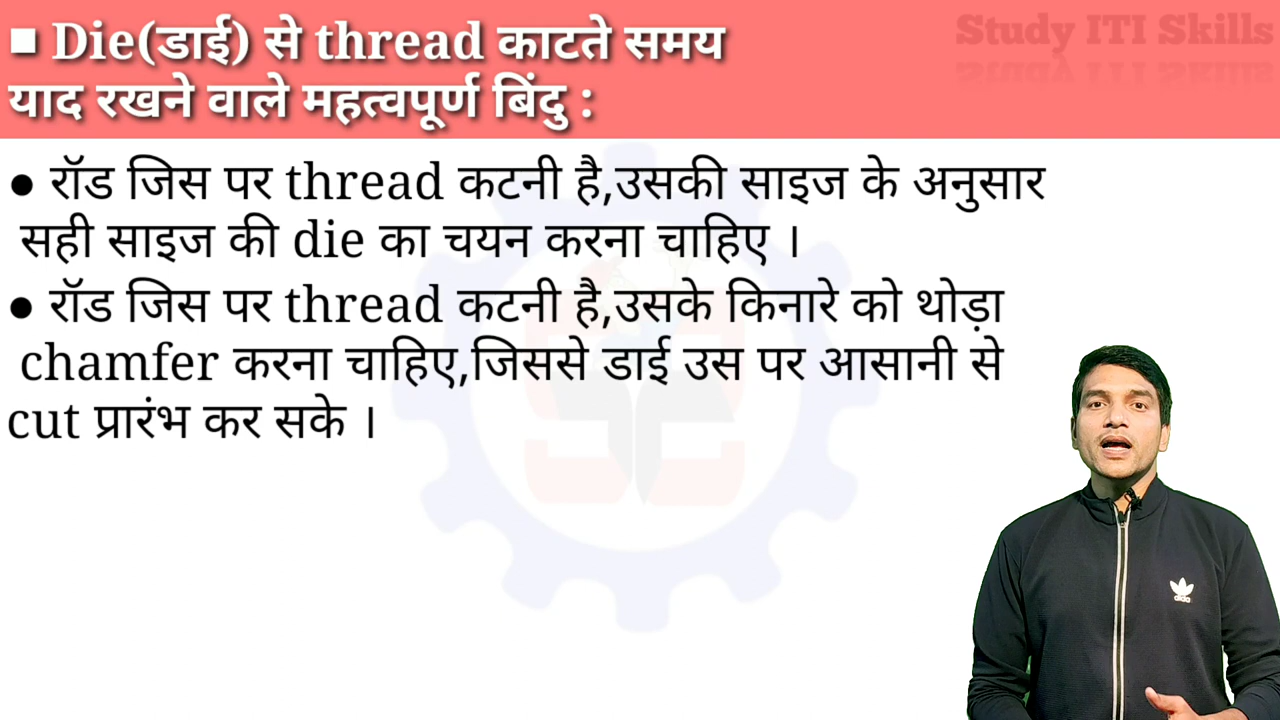 ■ Die(डाई) से thread काटते समय
याद रखने वाले महत्वपूर्ण बिंदु :
Study ITI Skills
● रॉड जिस पर thread कटनी है,उसकी साइज के अनुसार
सही साइज की die का चयन करना चाहिए ।
● रॉड जिस पर thread कटनी है,उसके किनारे को थोड़ा
chamfer करना चाहिए,जिससे डाई उस पर आसानी से
cut प्रारंभ कर सके ।